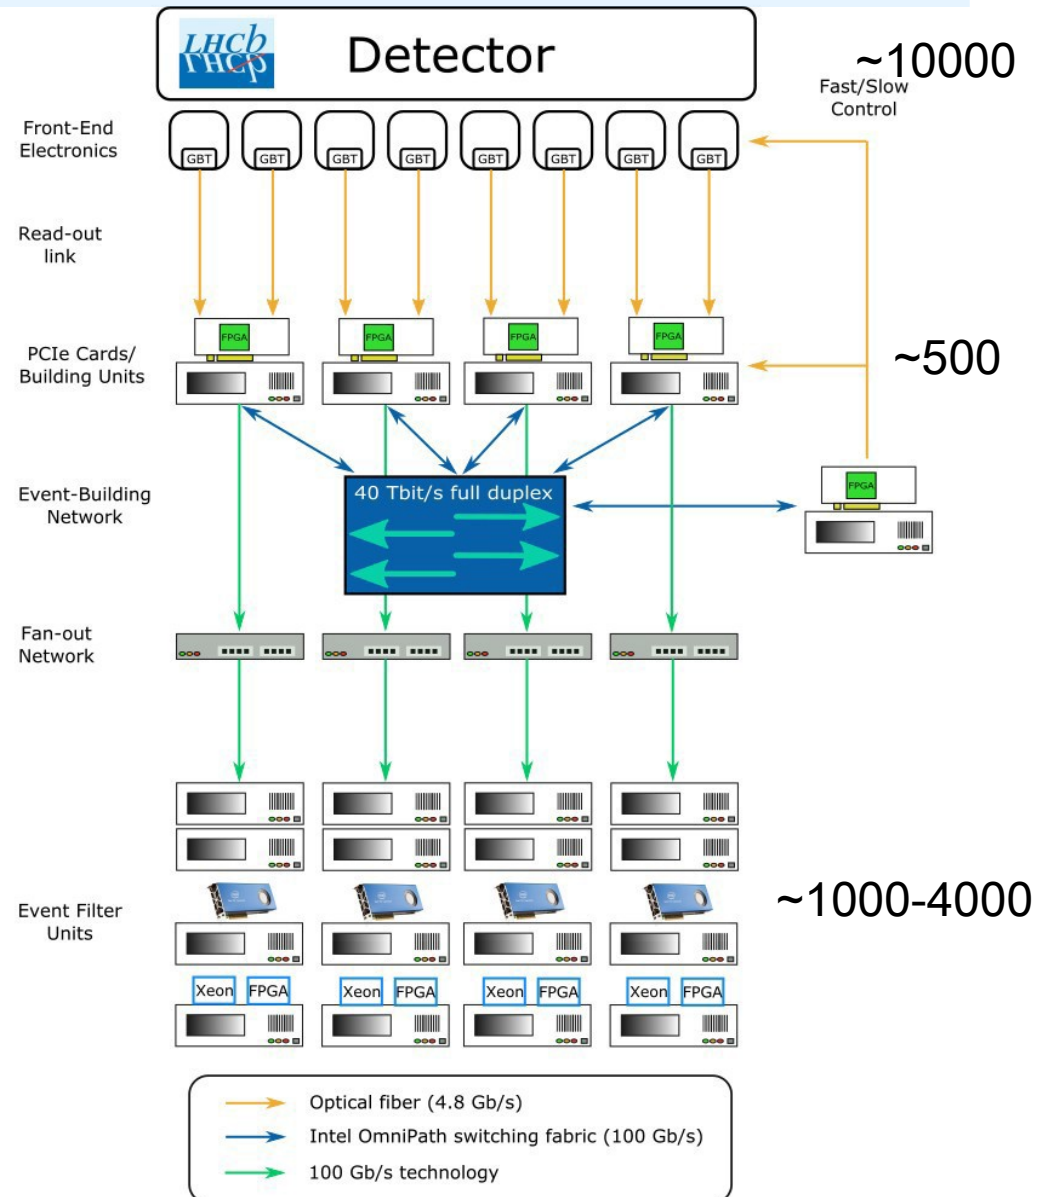 LHCb
LHCb
Detector
~10000
Fast/Slow
Control
Front-End
Electronics
GBT GBT GBT GBT GBT GBT GBT GBT
Read-out
link
PCIe Cards/
Building Units
FPGA FPGA FPGA FPGA
~500
Event-Building
Network
40 Tbit/s full duplex
FPGA
Fan-out
Network
Event Filter
Units
~1000-4000
Xeon FPGA Xeon FPGA Xeon FPGA Xeon FPGA
Optical fiber (4.8 Gb/s)
Intel OmniPath switching fabric (100 Gb/s)
100 Gb/s technology